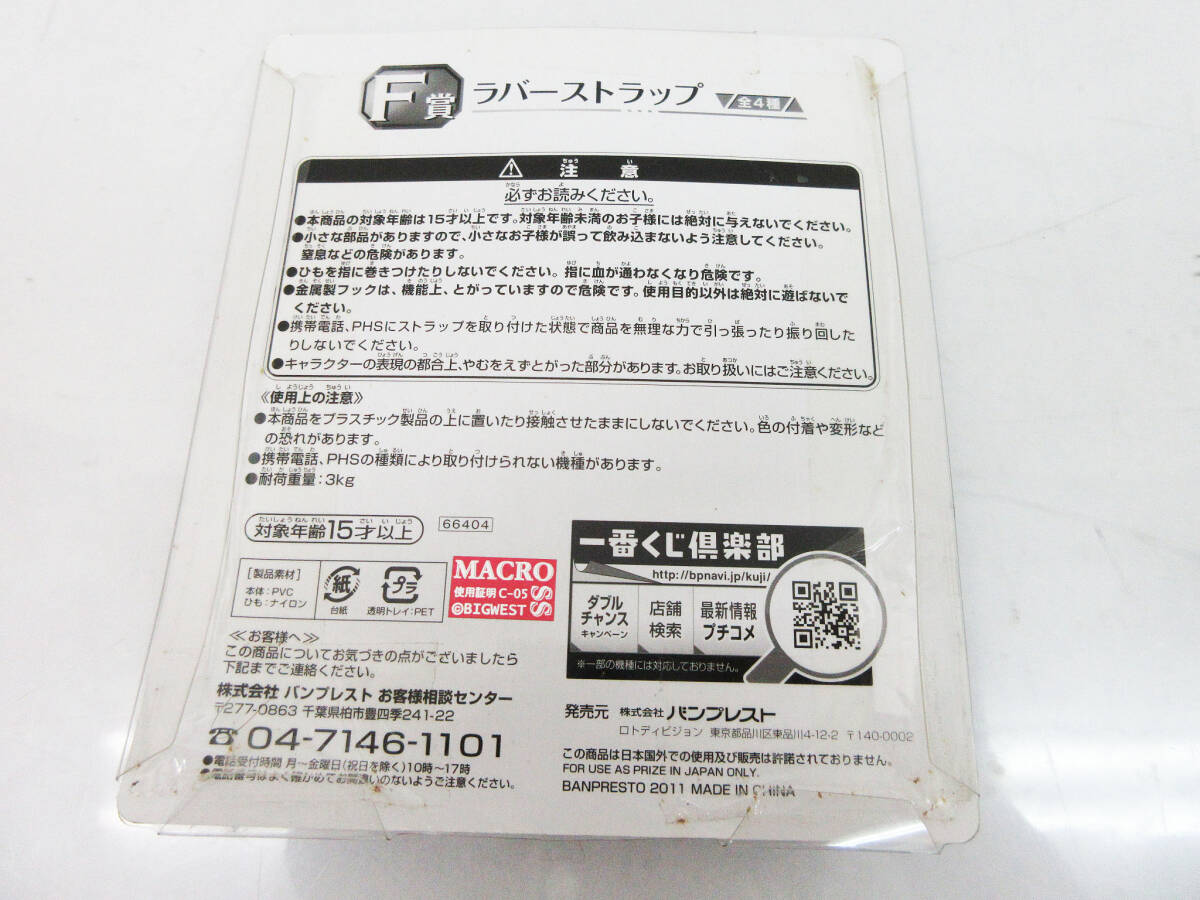 F賞 ラバーストラップ 全4種
⚠ 注意
必ずお読みください。
●本商品の対象年齢は15才以上です。対象年齢未満のお子様には絶対に与えないでください。
●小さな部品がありますので、小さなお子様が誤って飲み込まないよう注意してください。
窒息などの危険があります。
●ひもを指に巻きつけたりしないでください。指に血が通わなくなり危険です。
●金属製フックは、機能上、とがっていますので危険です。使用目的以外は絶対に遊ばないで
ください。
●携帯電話、PHSにストラップを取り付けた状態で商品を無理な力で引っ張ったり振り回した
りしないでください。
●キャラクターの表現の都合上、やむをえずとがった部分があります。お取り扱いにはご注意ください。
《使用上の注意》
●本商品をプラスチック製品の上に置いたり接触させたままにしないでください。色の付着や変形など
の恐れがあります。
●携帯電話、PHSの種類により取り付けられない機種があります。
●耐荷重量:3kg
対象年齢15才以上 66404
[製品素材]
本体:PVC
ひも:ナイロン
紙
台紙
プラ
透明トレイ:PET
MACRO
使用証明 C-05
©BIGWEST
SS
一番くじ倶楽部
http://bpnavi.jp/kuji/
ダブル
チャンス
キャンペーン
店舗
検索
最新情報
プチコメ
※一部の機種には対応しておりません。
≪お客様へ≫
この商品についてお気づきの点がございましたら
下記までご連絡ください。
株式会社 バンプレスト お客様相談センター
〒277-0863 千葉県柏市豊四季241-22
☎04-7146-1101
●電話受付時間 月〜金曜日(祝日を除く)10時〜17時
●電話番号はよく確かめてお間違いのないようご注意ください。
発売元 株式会社 バンプレスト
ロトディビジョン 東京都品川区東品川4-12-2 〒140-0002
この商品は日本国外での使用及び販売は許諾されておりません。
FOR USE AS PRIZE IN JAPAN ONLY.
BANPRESTO 2011 MADE IN CHINA